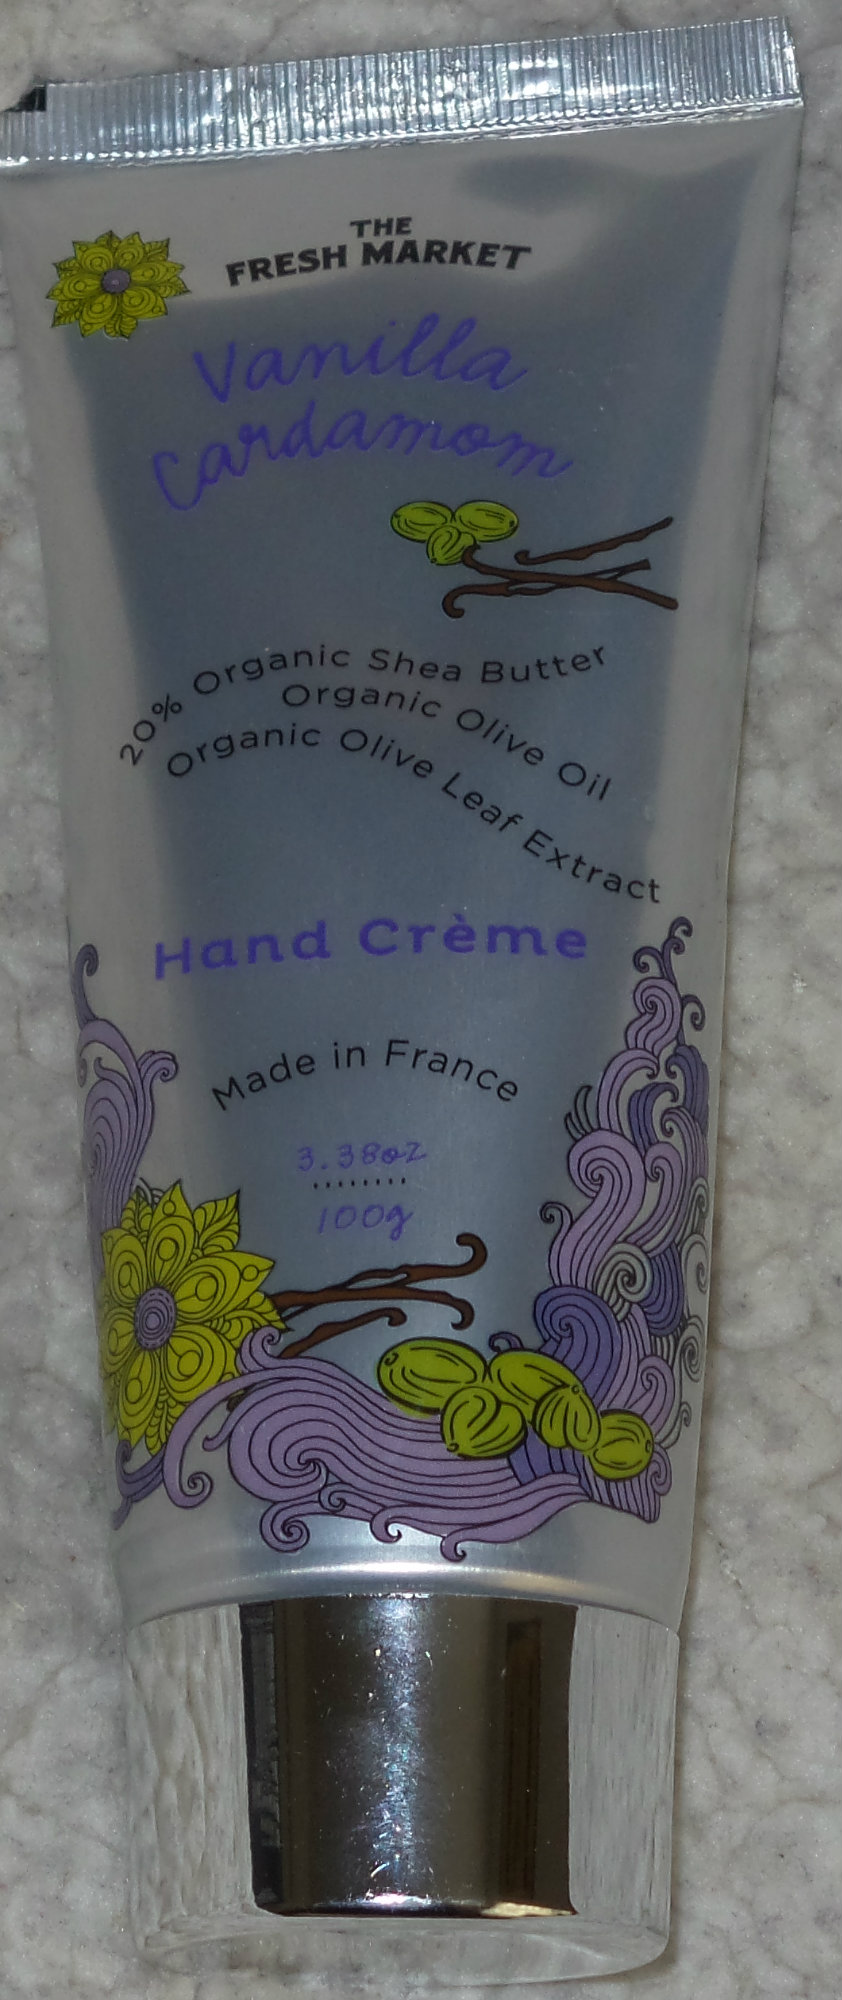 THE
FRESH MARKET
Vanilla
Cardamom
20% Organic Shea Butter
Organic Olive Oil
Organic Olive Leaf Extract
Hand Crème
Made in France
3.38oz
100g